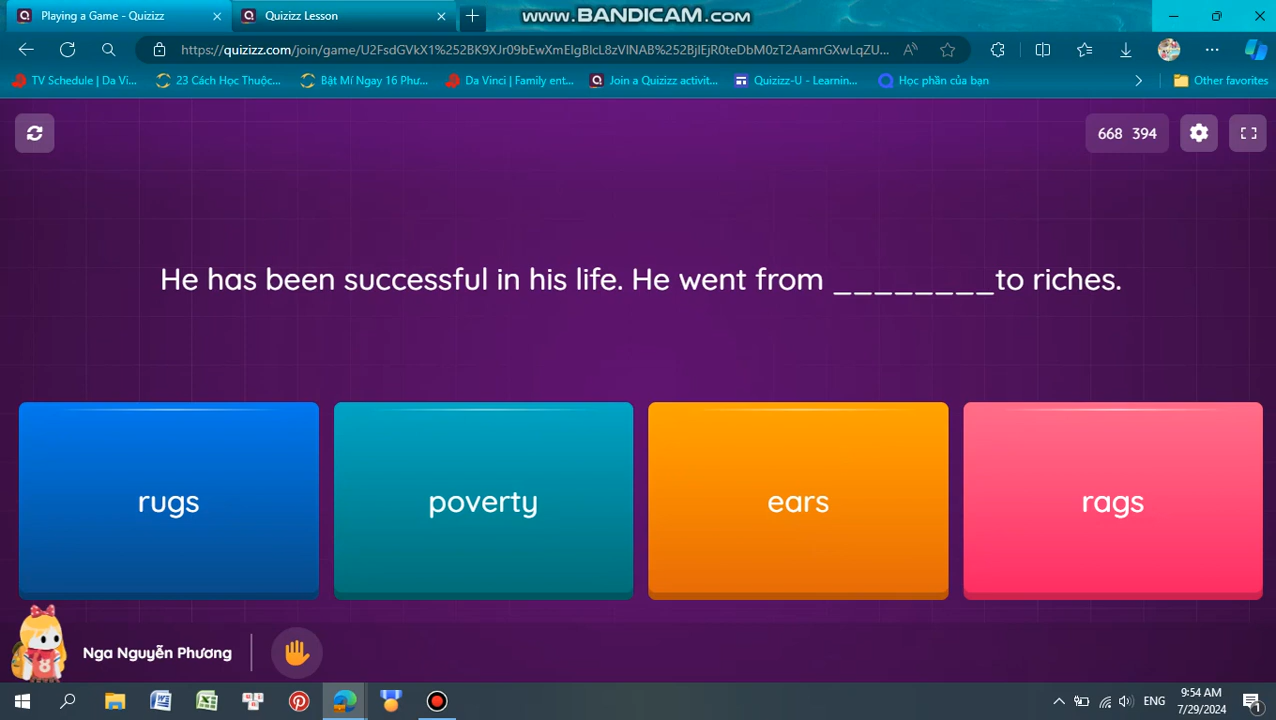 Playing a Game - Quizizz
Quizizz Lesson
www.BANDICAM.com
https://quizizz.com/join/game/U2FsdGVkX1%252BK9XJr09bEwXmEIgBlcL8zVlNAB%252BjlEjR0teDbM0zT2AamrGXwLqZU...
TV Schedule | Da Vi...
23 Cách Học Thuộc...
Bật Mí Ngay 16 Phư...
Da Vinci | Family ent...
Join a Quizizz activit...
Quizizz-U - Learnin...
Học phần của bạn
Other favorites
668 394
He has been successful in his life. He went from ________to riches.
rugs
poverty
ears
rags
Nga Nguyễn Phương
ENG
9:54 AM
7/29/2024
1